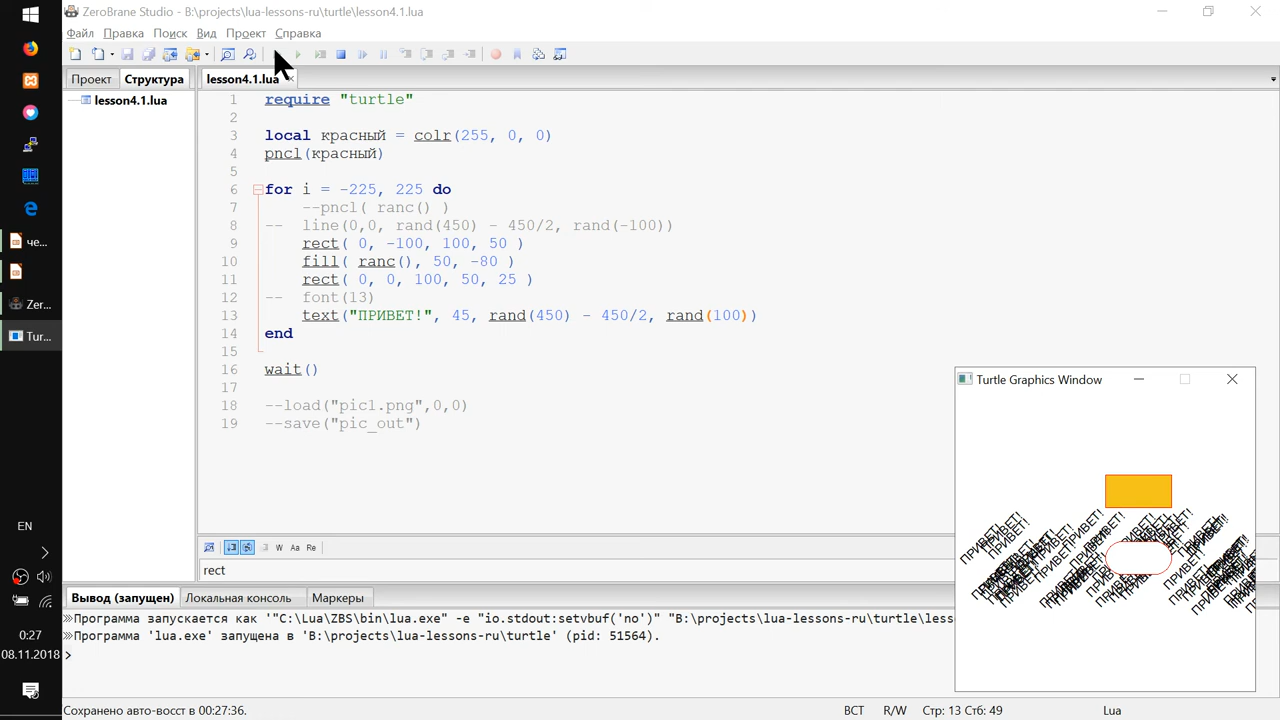 ZeroBrane Studio - B:\projects\lua-lessons-ru\turtle\lesson4.1.lua
Файл Правка Поиск Вид Проект Справка
Проект Структура lesson4.1.lua
lesson4.1.lua
1 require "turtle"
2
3 local красный = colr(255, 0, 0)
4 pncl(красный)
5
6 for i = -225, 225 do
7 --pncl( ranc() )
8 -- line(0,0, rand(450) - 450/2, rand(-100))
9 rect( 0, -100, 100, 50 )
10 fill( ranc(), 50, -80 )
11 rect( 0, 0, 100, 50, 25 )
12 -- font(13)
13 text("ПРИВЕТ!", 45, rand(450) - 450/2, rand(100))
14 end
15
16 wait()
17
18 --load("pic1.png",0,0)
19 --save("pic_out")
че...
Zer...
Tur...
EN
0:27
08.11.2018
Turtle Graphics Window
ПРИВЕТ!
W Aa Re
rect
Вывод (запущен) Локальная консоль Маркеры
Программа запускается как '"C:\Lua\ZBS\bin\lua.exe" -e "io.stdout:setvbuf('no')" "B:\projects\lua-lessons-ru\turtle\less
Программа 'lua.exe' запущена в 'B:\projects\lua-lessons-ru\turtle' (pid: 51564).
Сохранено авто-восст в 00:27:36.
ВСТ R/W Стр: 13 Стб: 49 Lua